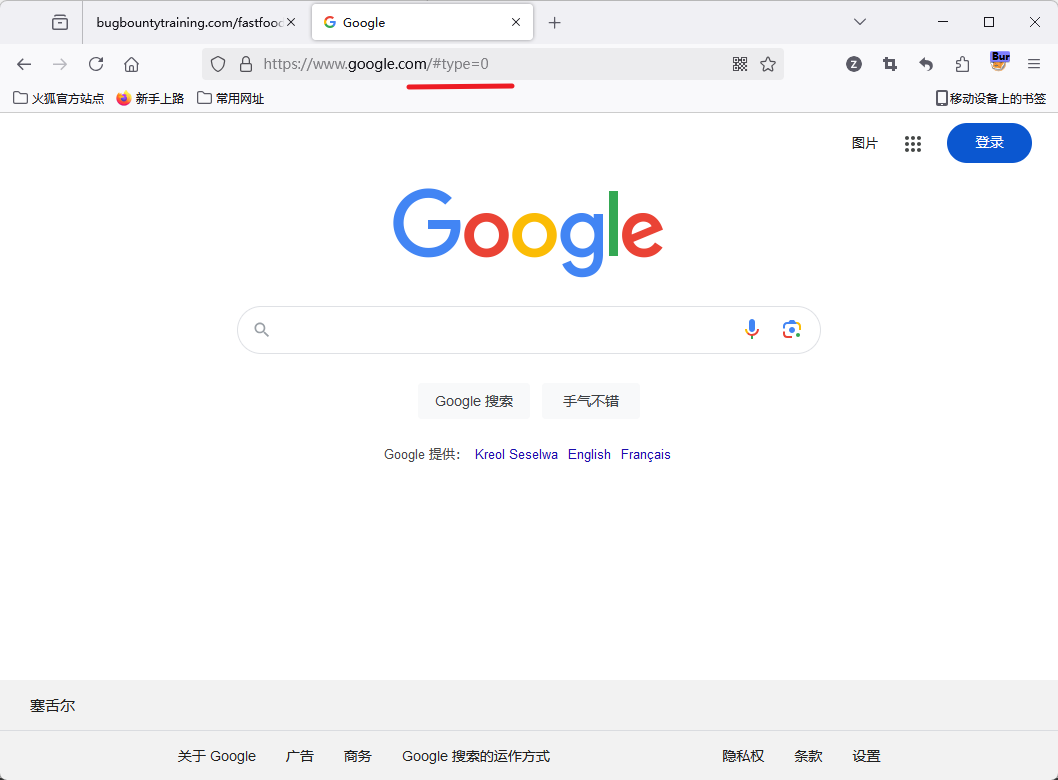 bugbountytraining.com/fastfood
Google
https://www.google.com/#type=0
Z
Bur
火狐官方站点 新手上路 常用网址 移动设备上的书签
图片 登录
Google
Google 搜索 手气不错
Google 提供： Kreol Seselwa English Français
塞舌尔
关于 Google 广告 商务 Google 搜索的运作方式 隐私权 条款 设置